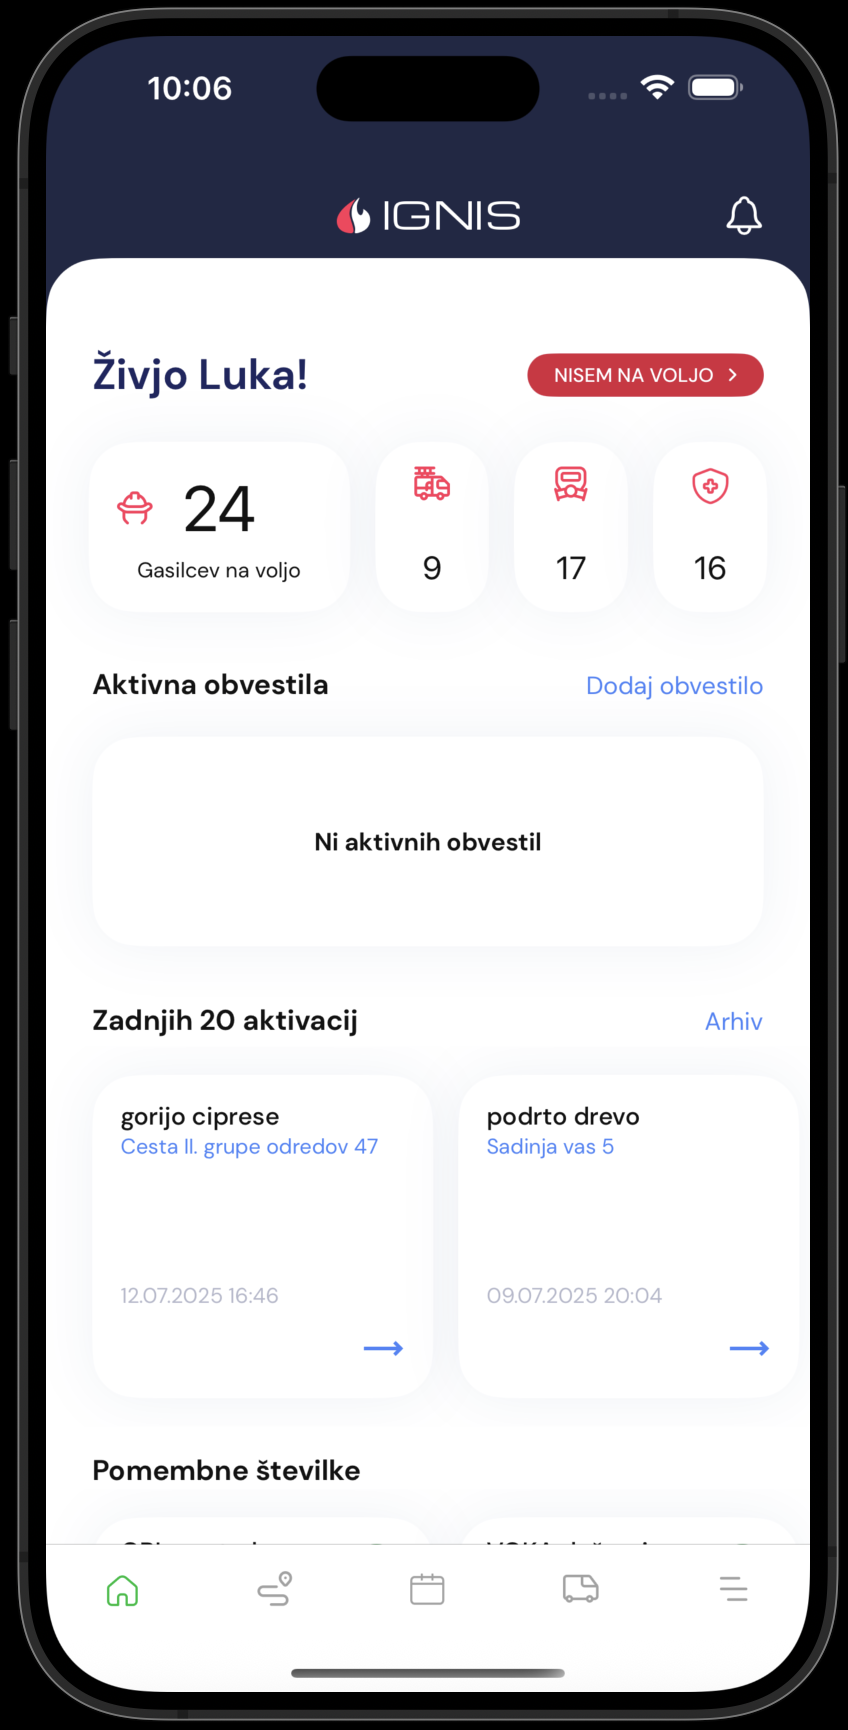 10:06
IGNIS
Živjo Luka!
NISEM NA VOLJO
24
Gasilcev na voljo
9
17
16
Aktivna obvestila
Dodaj obvestilo
Ni aktivnih obvestil
Zadnjih 20 aktivacij
Arhiv
gorijo ciprese
Cesta II. grupe odredov 47
12.07.2025 16:46
podrto drevo
Sadinja vas 5
09.07.2025 20:04
Pomembne številke